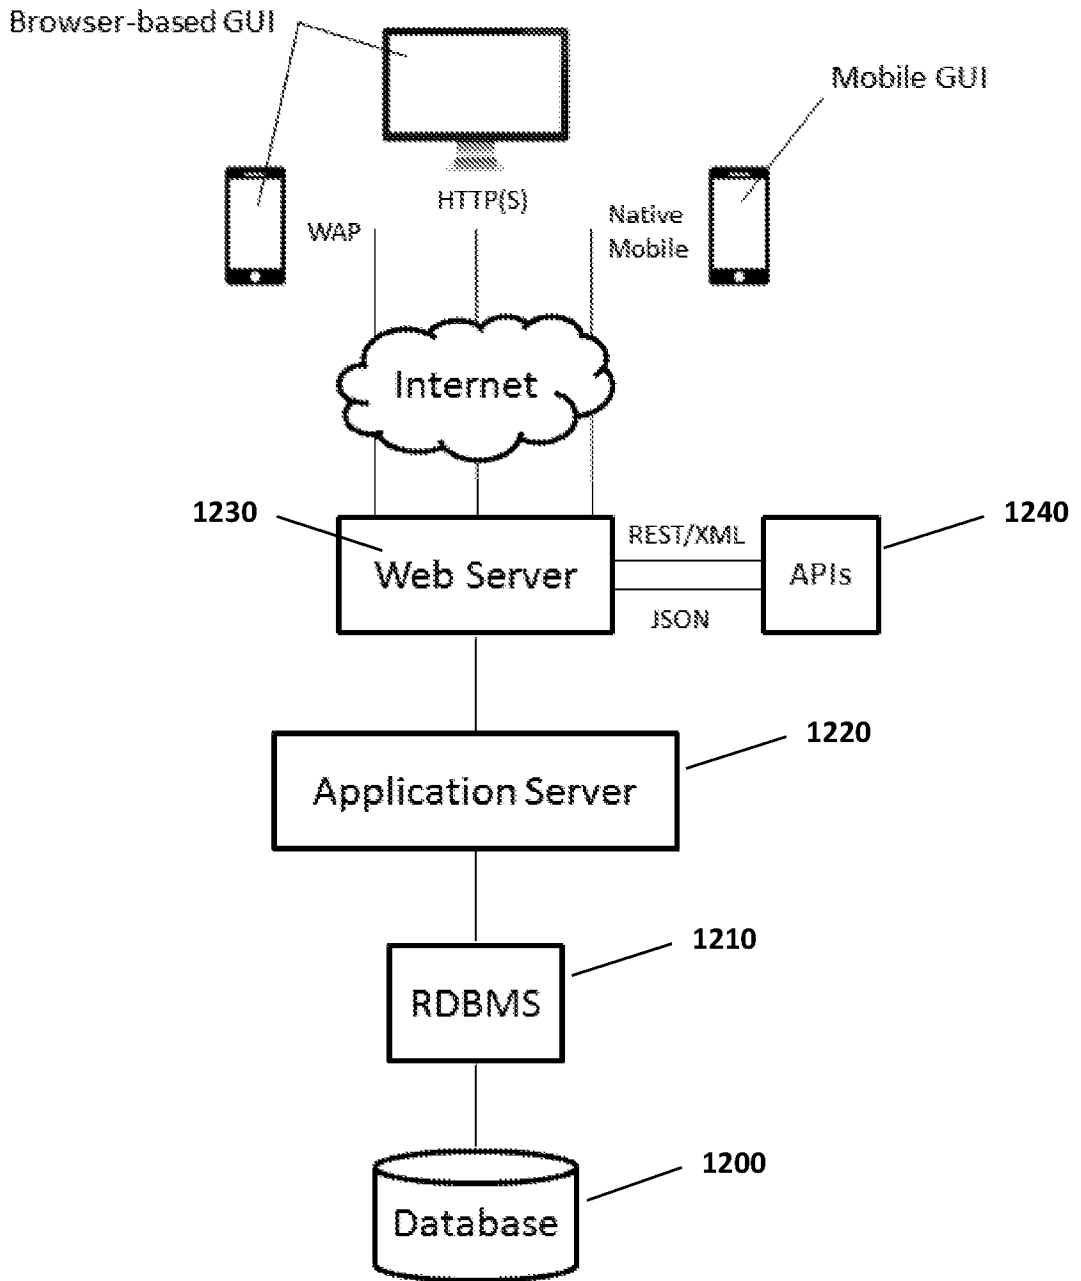 Browser-based GUI
Mobile GUI
HTTP(S)
WAP
Native
Mobile
Internet
1230
1240
REST/XML
Web Server
APIs
JSON
1220
Application Server
1210
RDBMS
1200
Database